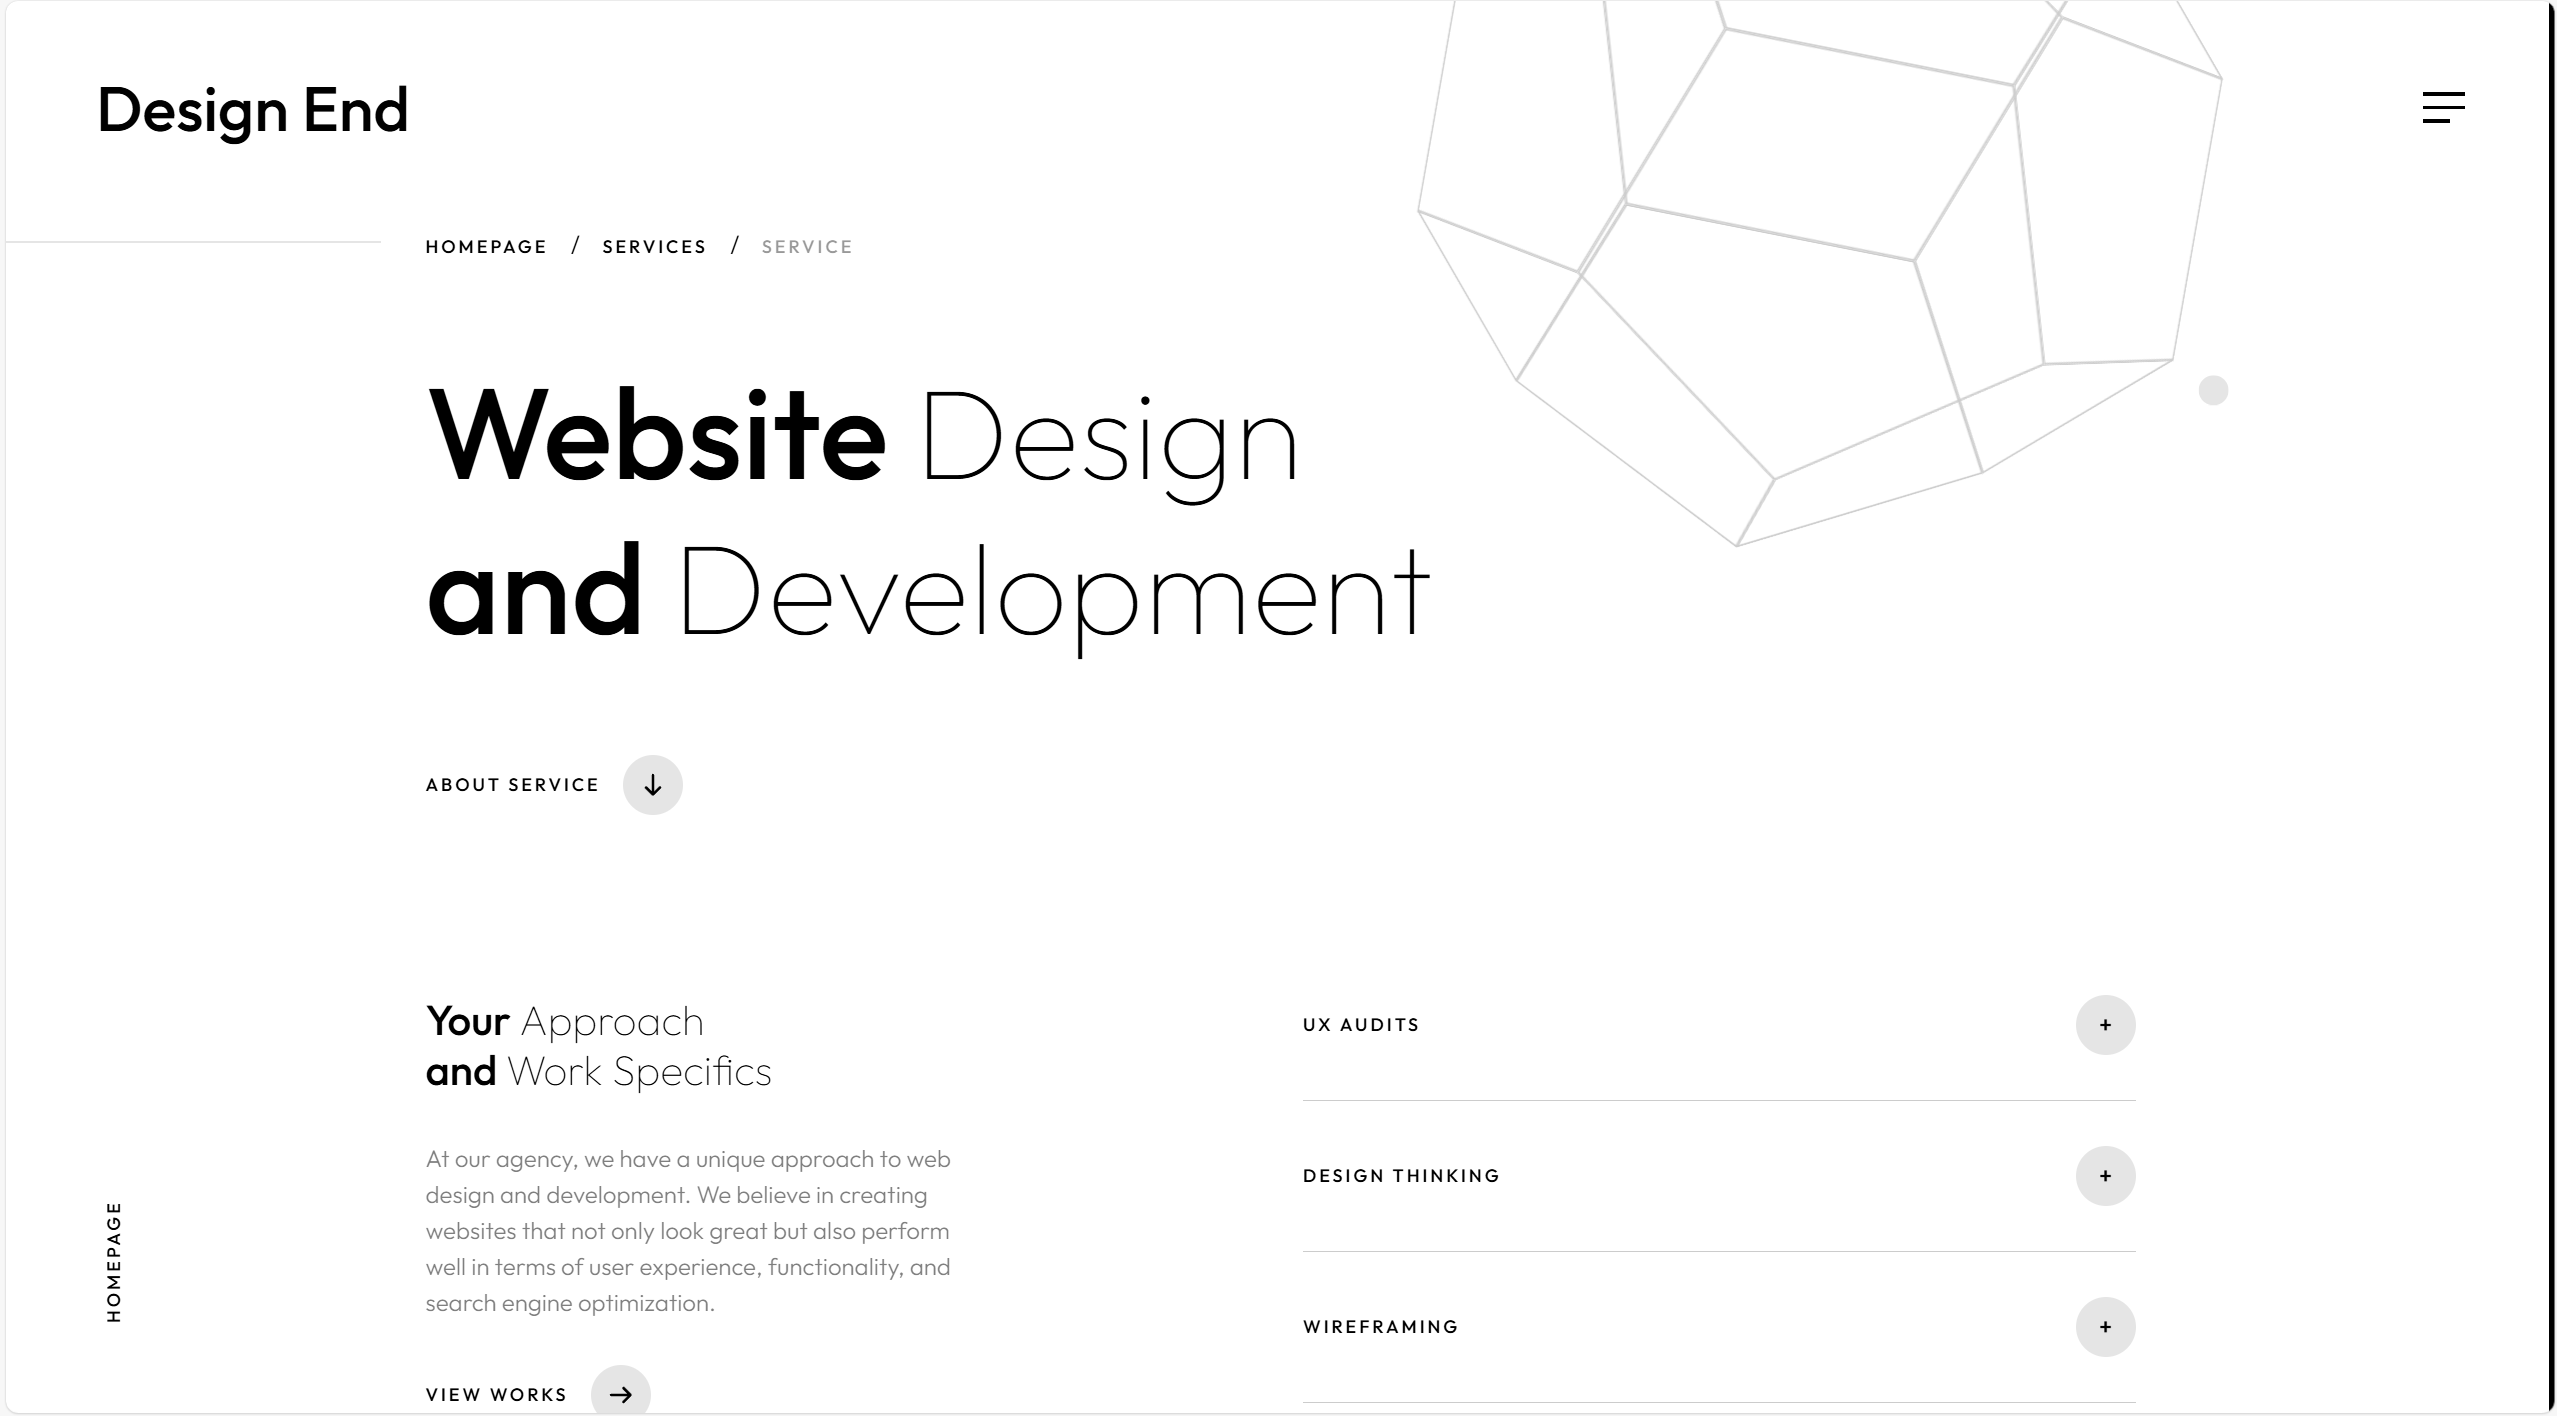 Design End
HOMEPAGE / SERVICES / SERVICE
Website Design
and Development
ABOUT SERVICE
Your Approach
and Work Specifics
At our agency, we have a unique approach to web
design and development. We believe in creating
websites that not only look great but also perform
well in terms of user experience, functionality, and
search engine optimization.
VIEW WORKS
UX AUDITS +
DESIGN THINKING +
WIREFRAMING +
HOMEPAGE